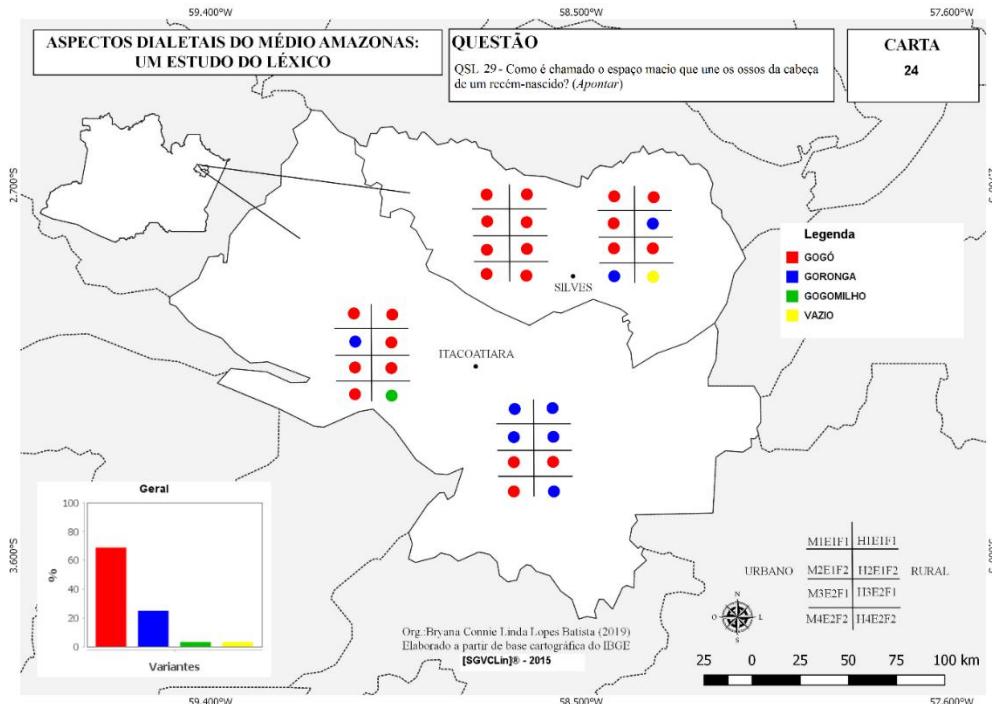 59.400°W
58.500°W
57.600°W
ASPECTOS DIALETAIS DO MÉDIO AMAZONAS:
UM ESTUDO DO LÉXICO
QUESTÃO
QSL 29 - Como é chamado o espaço macio que une os ossos da cabeça
de um recém-nascido? (Apontar)
CARTA
24
2.700°S
2.700°S
Legenda
GOGÓ
GORONGA
GOGOMILHO
VAZIO
SILVES
ITACOATIARA
3.600°S
3.600°S
Geral
100
80
60
40
20
0
%
Variantes
M1E1F1 H1E1F1
URBANO M2E1F2 H2E1F2 RURAL
M3E2F1 H3E2F1
M4E2F2 H4E2F2
N
O L
S
Org.:Bryana Connie Linda Lopes Batista (2019)
Elaborado a partir de base cartográfica do IBGE
[SGVCLin]® - 2015
25 0 25 50 75 100 km
59.400°W
58.500°W
57.600°W